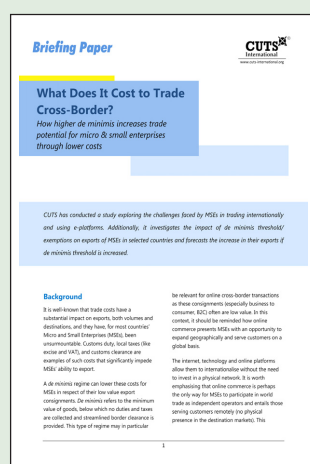 Briefing Paper
CUTS®
International
www.cuts-international.org
What Does It Cost to Trade
Cross-Border?
How higher de minimis increases trade
potential for micro & small enterprises
through lower costs
CUTS has conducted a study exploring the challenges faced by MSEs in trading internationally
and using e-platforms. Additionally, it investigates the impact of de minimis threshold/
exemptions on exports of MSEs in selected countries and forecasts the increase in their exports if
de minimis threshold is increased.
Background
It is well-known that trade costs have a
substantial impact on exports, both volumes and
destinations, and they have, for most countries'
Micro and Small Enterprises (MSEs), been
unsurmountable. Customs duty, local taxes (like
excise and VAT), and customs clearance are
examples of such costs that significantly impede
MSEs' ability to export.
A de minimis regime can lower these costs for
MSEs in respect of their low value export
consignments. De minimis refers to the minimum
value of goods, below which no duties and taxes
are collected and streamlined border clearance is
provided. This type of regime may in particular
be relevant for online cross-border transactions
as these consignments (especially business to
consumer, B2C) often are low value. In this
context, it should be reminded how online
commerce presents MSEs with an opportunity to
expand geographically and serve customers on a
global basis.
The internet, technology and online platforms
allow them to internationalise without the need
to invest in a physical network. It is worth
emphasising that online commerce is perhaps
the only way for MSEs to participate in world
trade as independent operators and entails those
serving customers remotely (no physical
presence in the destination markets). This
1